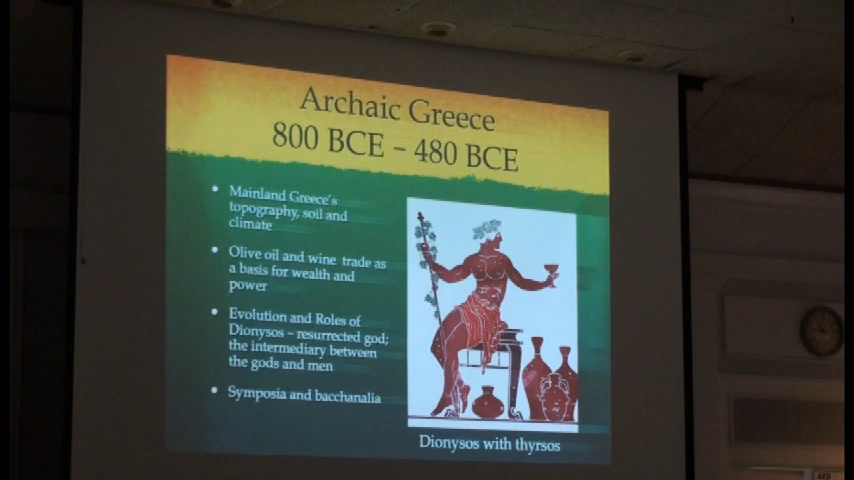 Archaic Greece
800 BCE – 480 BCE
• Mainland Greece's
topography, soil and
climate
• Olive oil and wine trade as
a basis for wealth and
power
• Evolution and Roles of
Dionysos – resurrected god;
the intermediary between
the gods and men
• Symposia and bacchanalia
Dionysos with thyrsos
AED